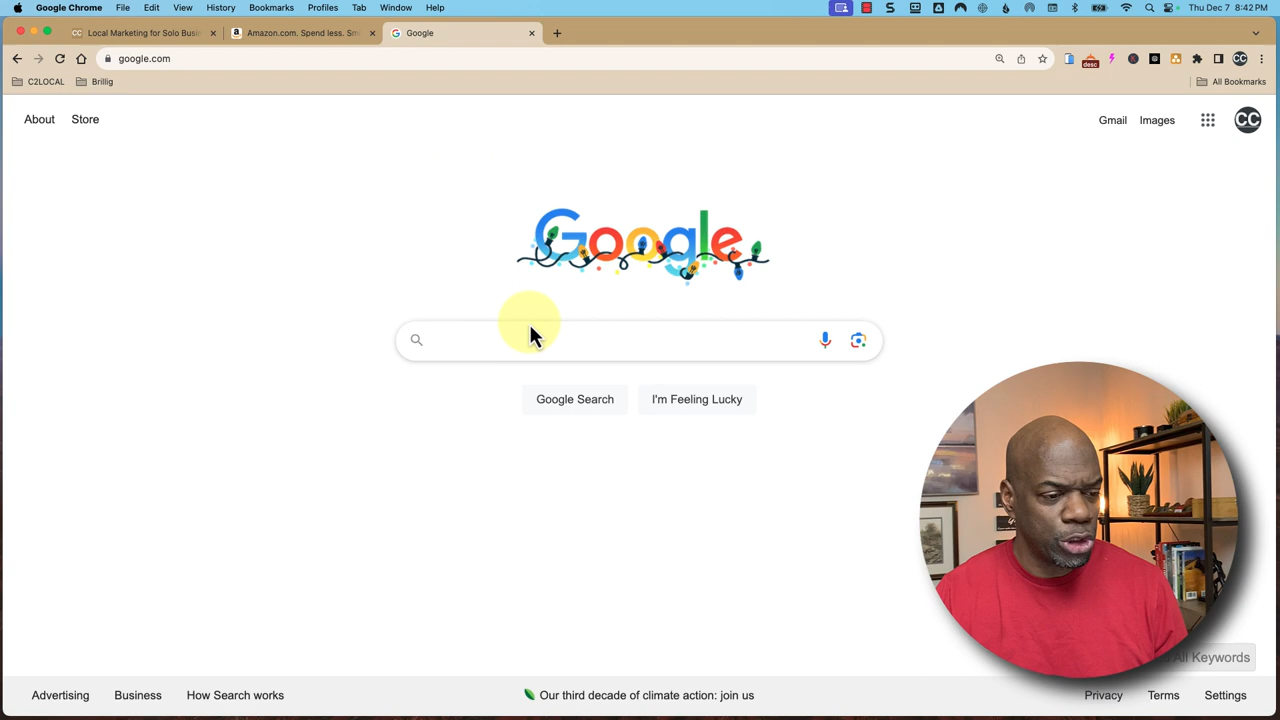 Google Chrome File Edit View History Bookmarks Profiles Tab Window Help Thu Dec 7 8:42 PM
Local Marketing for Solo Busi Amazon.com. Spend less. Sm Google
google.com
C2LOCAL Brillig All Bookmarks
About Store Gmail Images CC
Google
Google Search I'm Feeling Lucky
All Keywords
Advertising Business How Search works Our third decade of climate action: join us Privacy Terms Settings